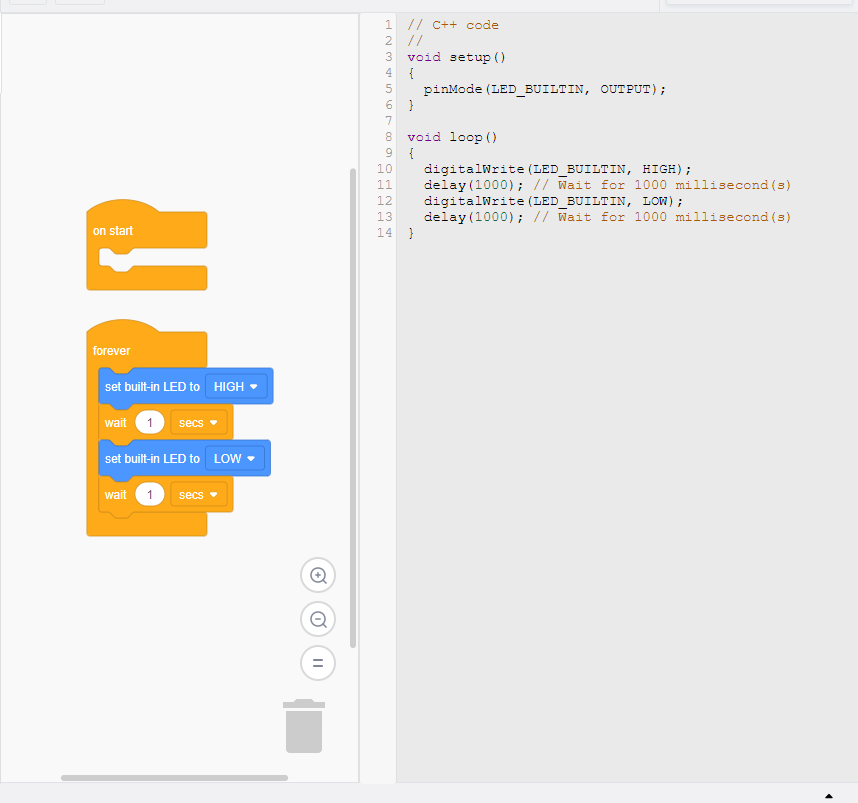 on start
forever
set built-in LED to HIGH
wait 1 secs
set built-in LED to LOW
wait 1 secs
1 // C++ code
2 //
3 void setup()
4 {
5   pinMode(LED_BUILTIN, OUTPUT);
6 }
7
8 void loop()
9 {
10   digitalWrite(LED_BUILTIN, HIGH);
11   delay(1000); // Wait for 1000 millisecond(s)
12   digitalWrite(LED_BUILTIN, LOW);
13   delay(1000); // Wait for 1000 millisecond(s)
14 }